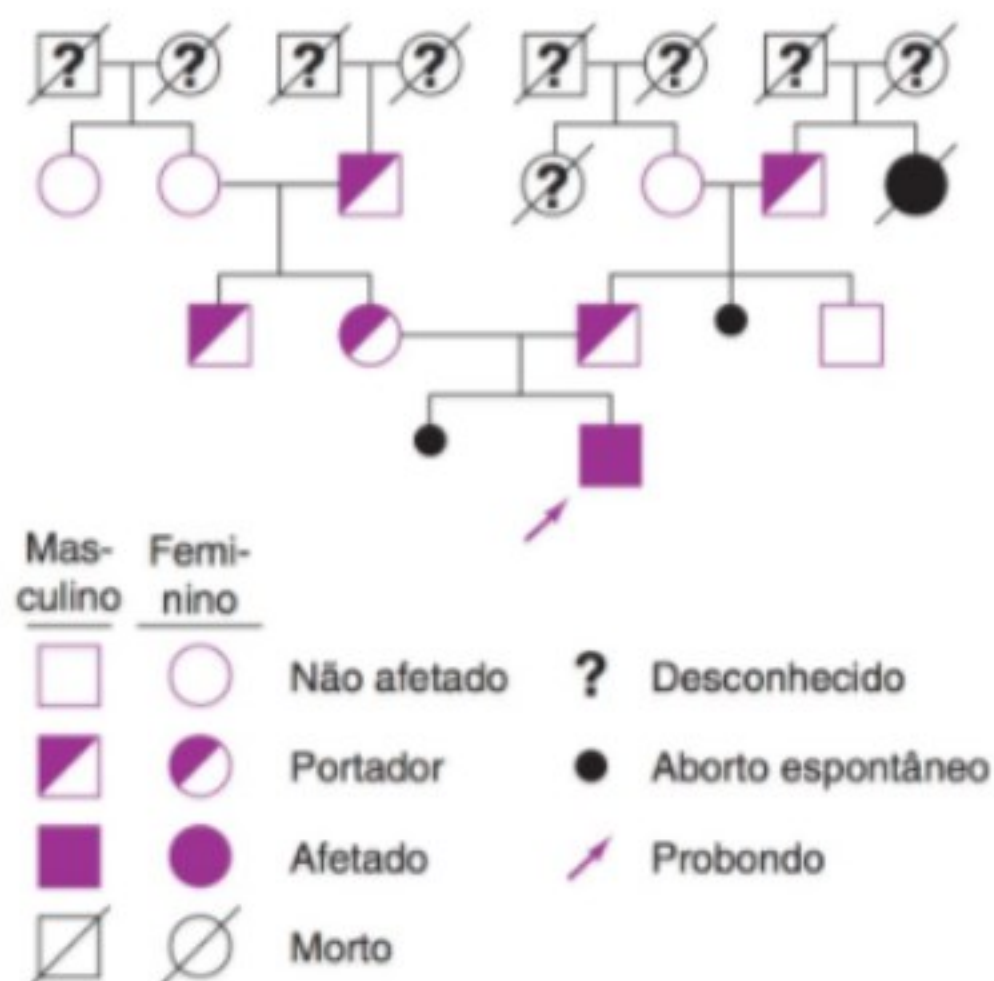 ? ? ? ? ? ? ? ?
?
Mas-
culino
Femi-
nino
Não afetado
Portador
Afetado
Morto
? Desconhecido
Aborto espontâneo
Probondo